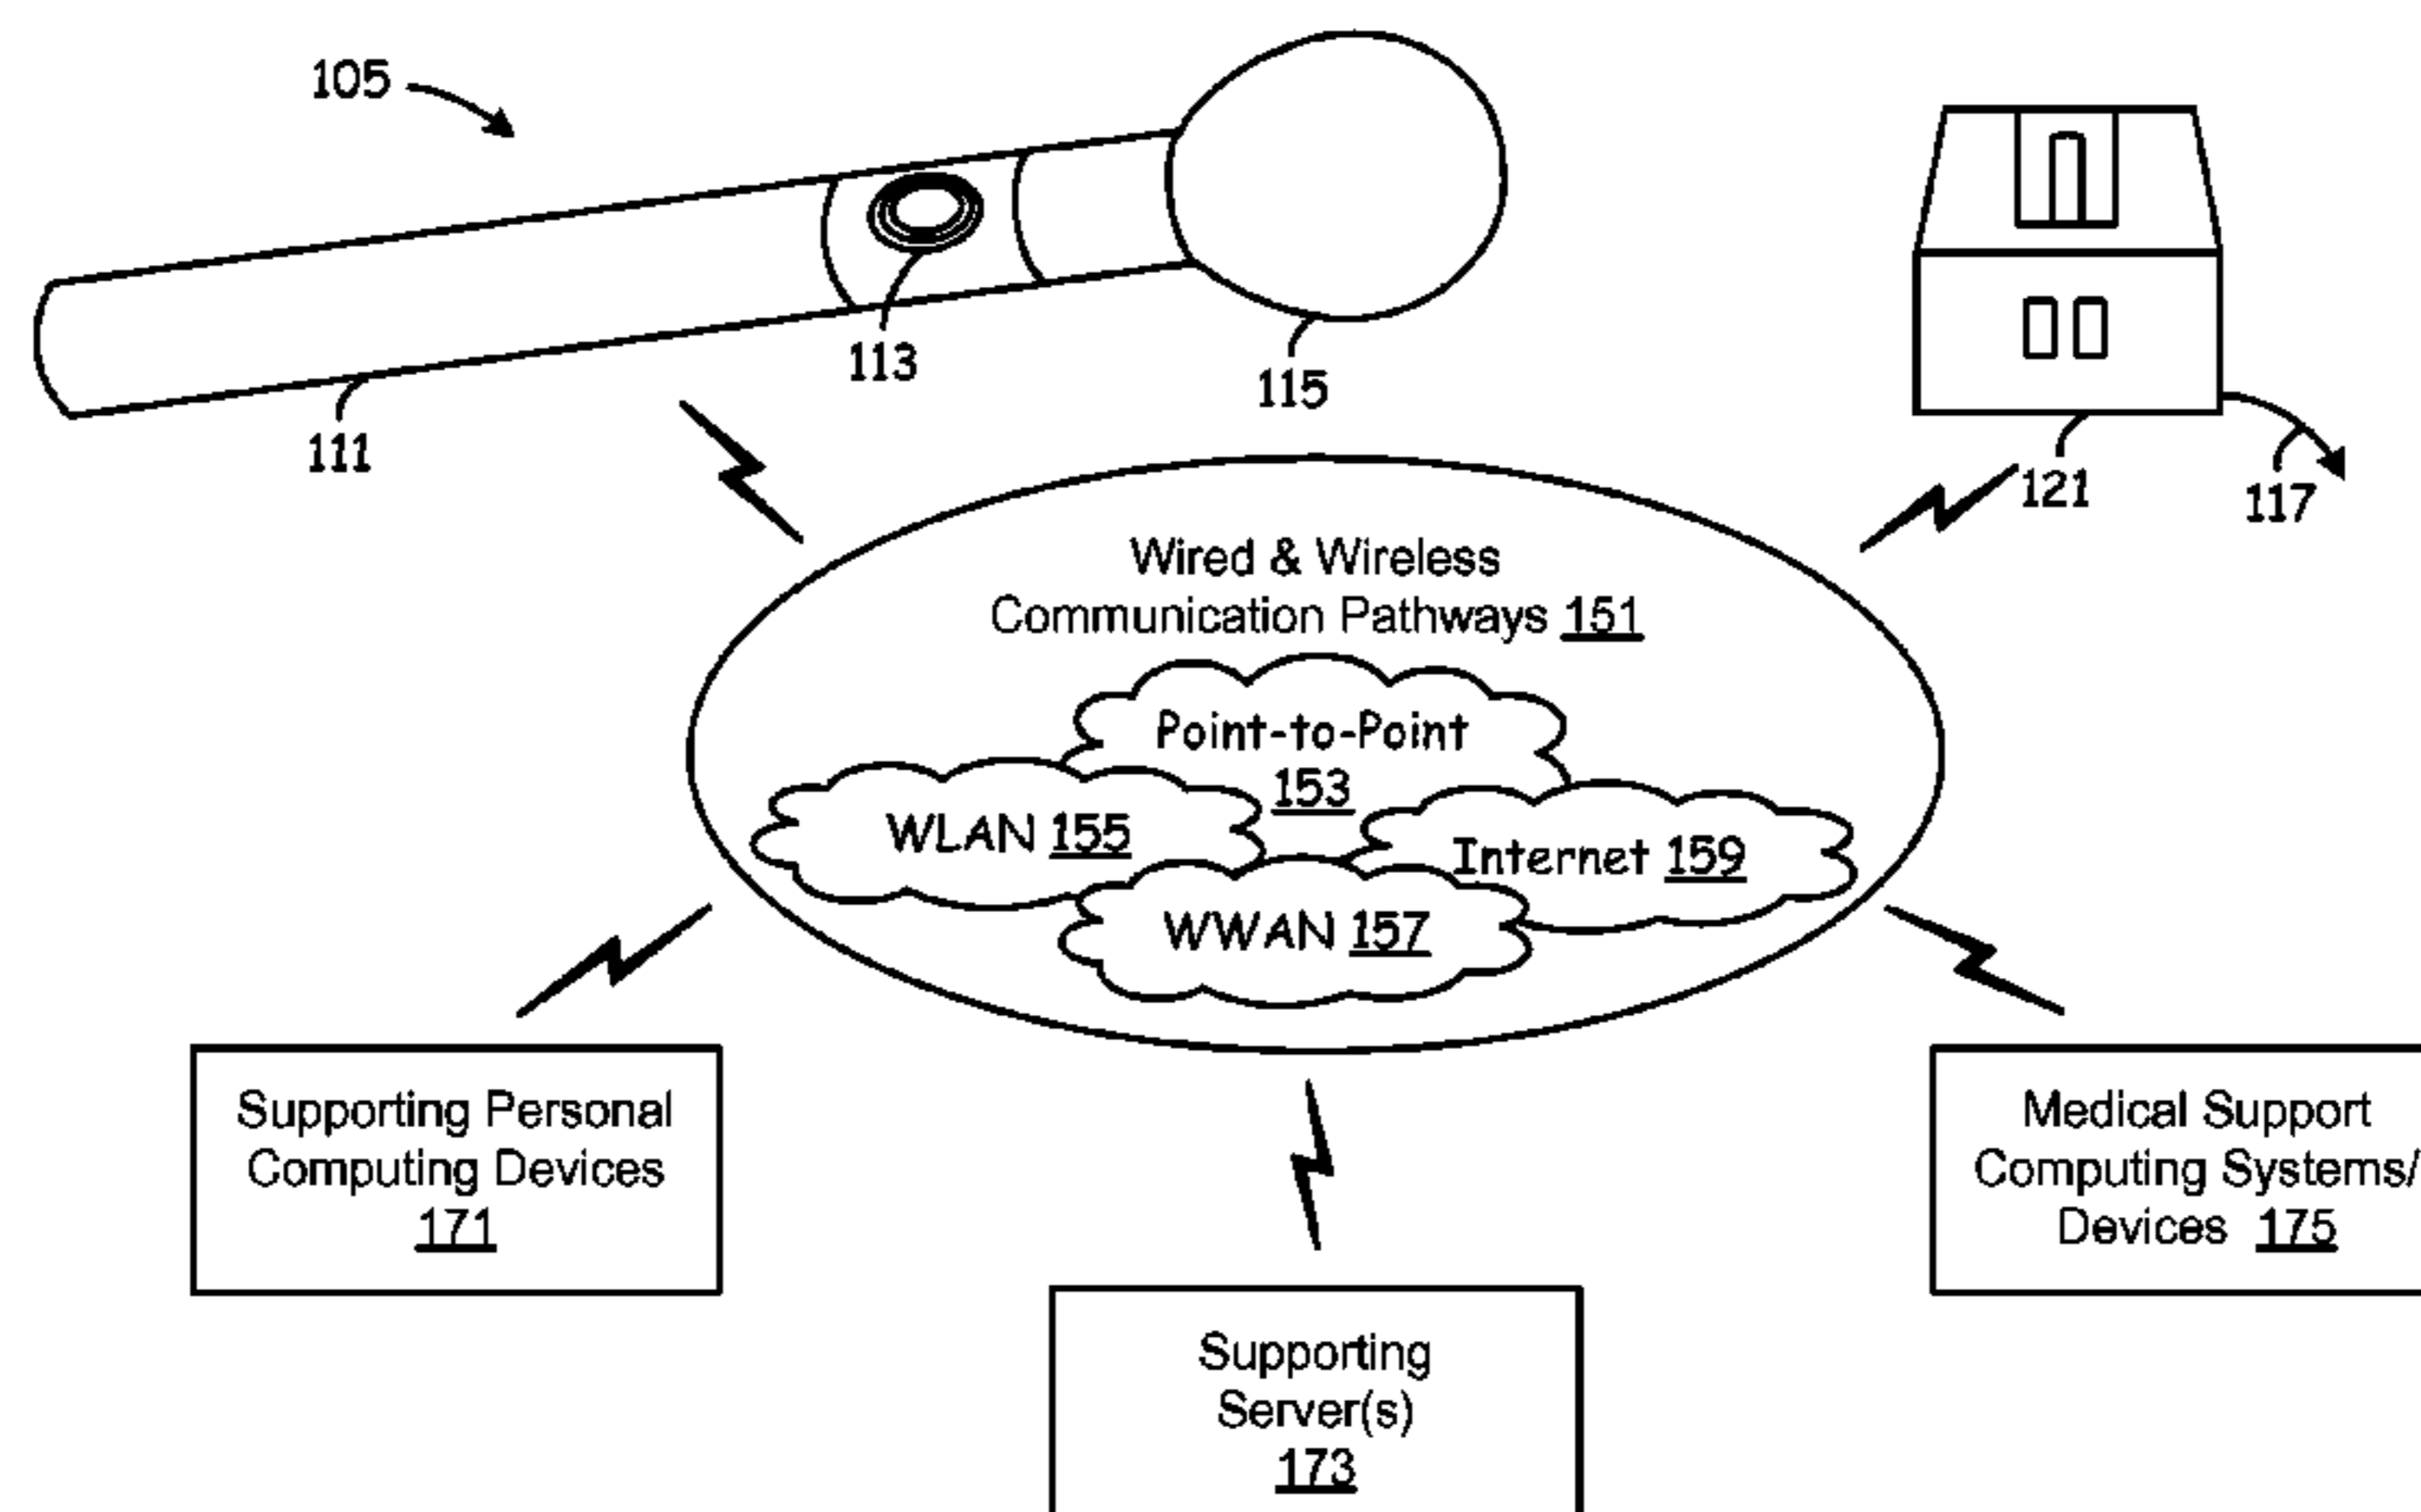 105
113
115
111
121
117
Wired & Wireless
Communication Pathways 151
Point-to-Point
153
WLAN 155
Internet 159
WWAN 157
Supporting Personal
Computing Devices
171
Medical Support
Computing Systems/
Devices 175
Supporting
Server(s)
173